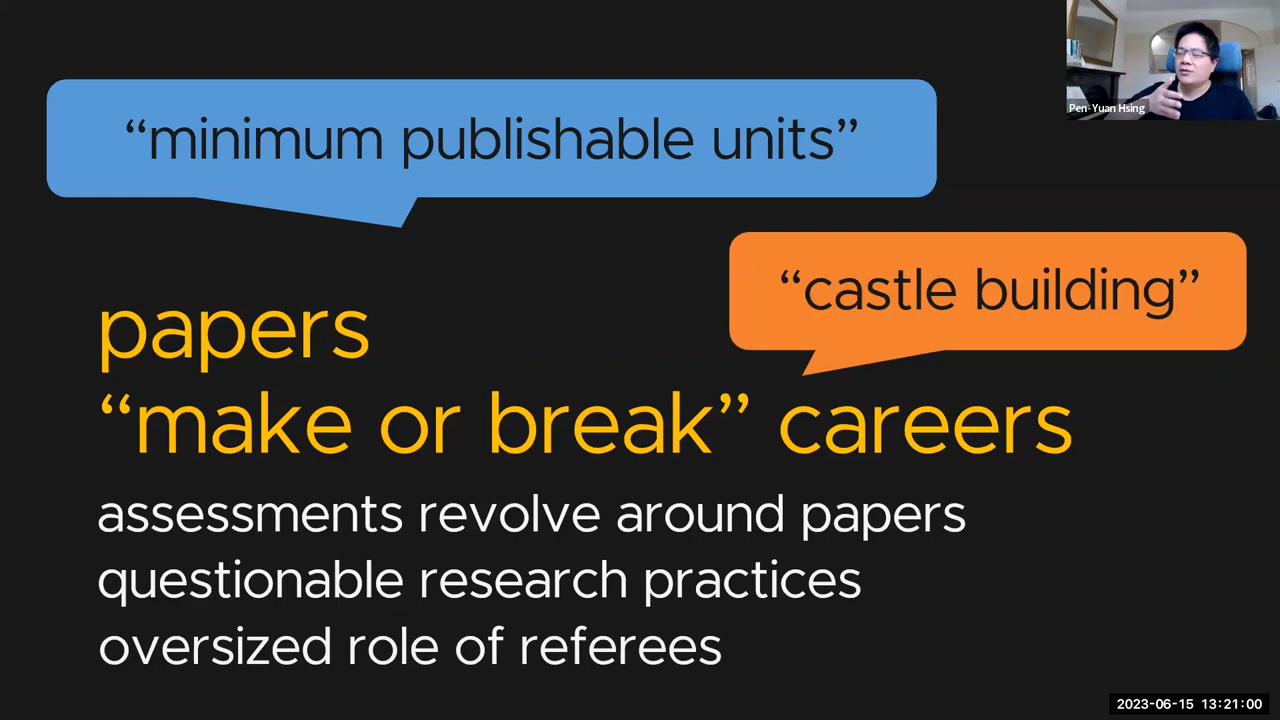 “minimum publishable units”
Pen-Yuan Hsing
“castle building”
papers
“make or break” careers
assessments revolve around papers
questionable research practices
oversized role of referees
2023-06-15 13:21:00